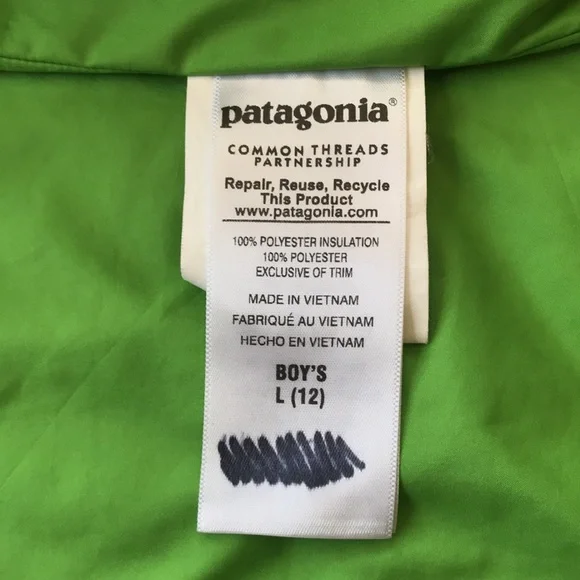 patagonia®
COMMON THREADS
PARTNERSHIP
Repair, Reuse, Recycle
This Product
www.patagonia.com
100% POLYESTER INSULATION
100% POLYESTER
EXCLUSIVE OF TRIM
MADE IN VIETNAM
FABRIQUÉ AU VIETNAM
HECHO EN VIETNAM
BOY'S
L (12)